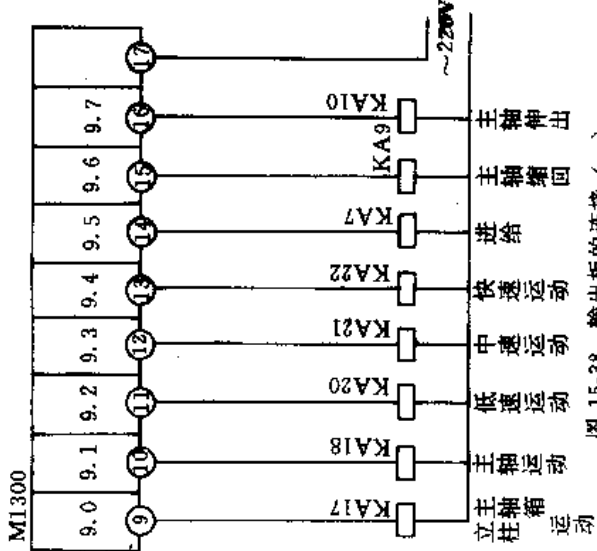 M1300
9.0
9.1
9.2
9.3
9.4
9.5
9.6
9.7
9
10
11
12
13
14
15
16
17
KA17
KA18
KA20
KA21
KA22
KA7
KA9
KA10
~220V
主轴箱
立柱运动
主轴运动
低速运动
中速运动
快速运动
进给
主轴缩回
主轴伸出
图 15-38 输出板的连接(